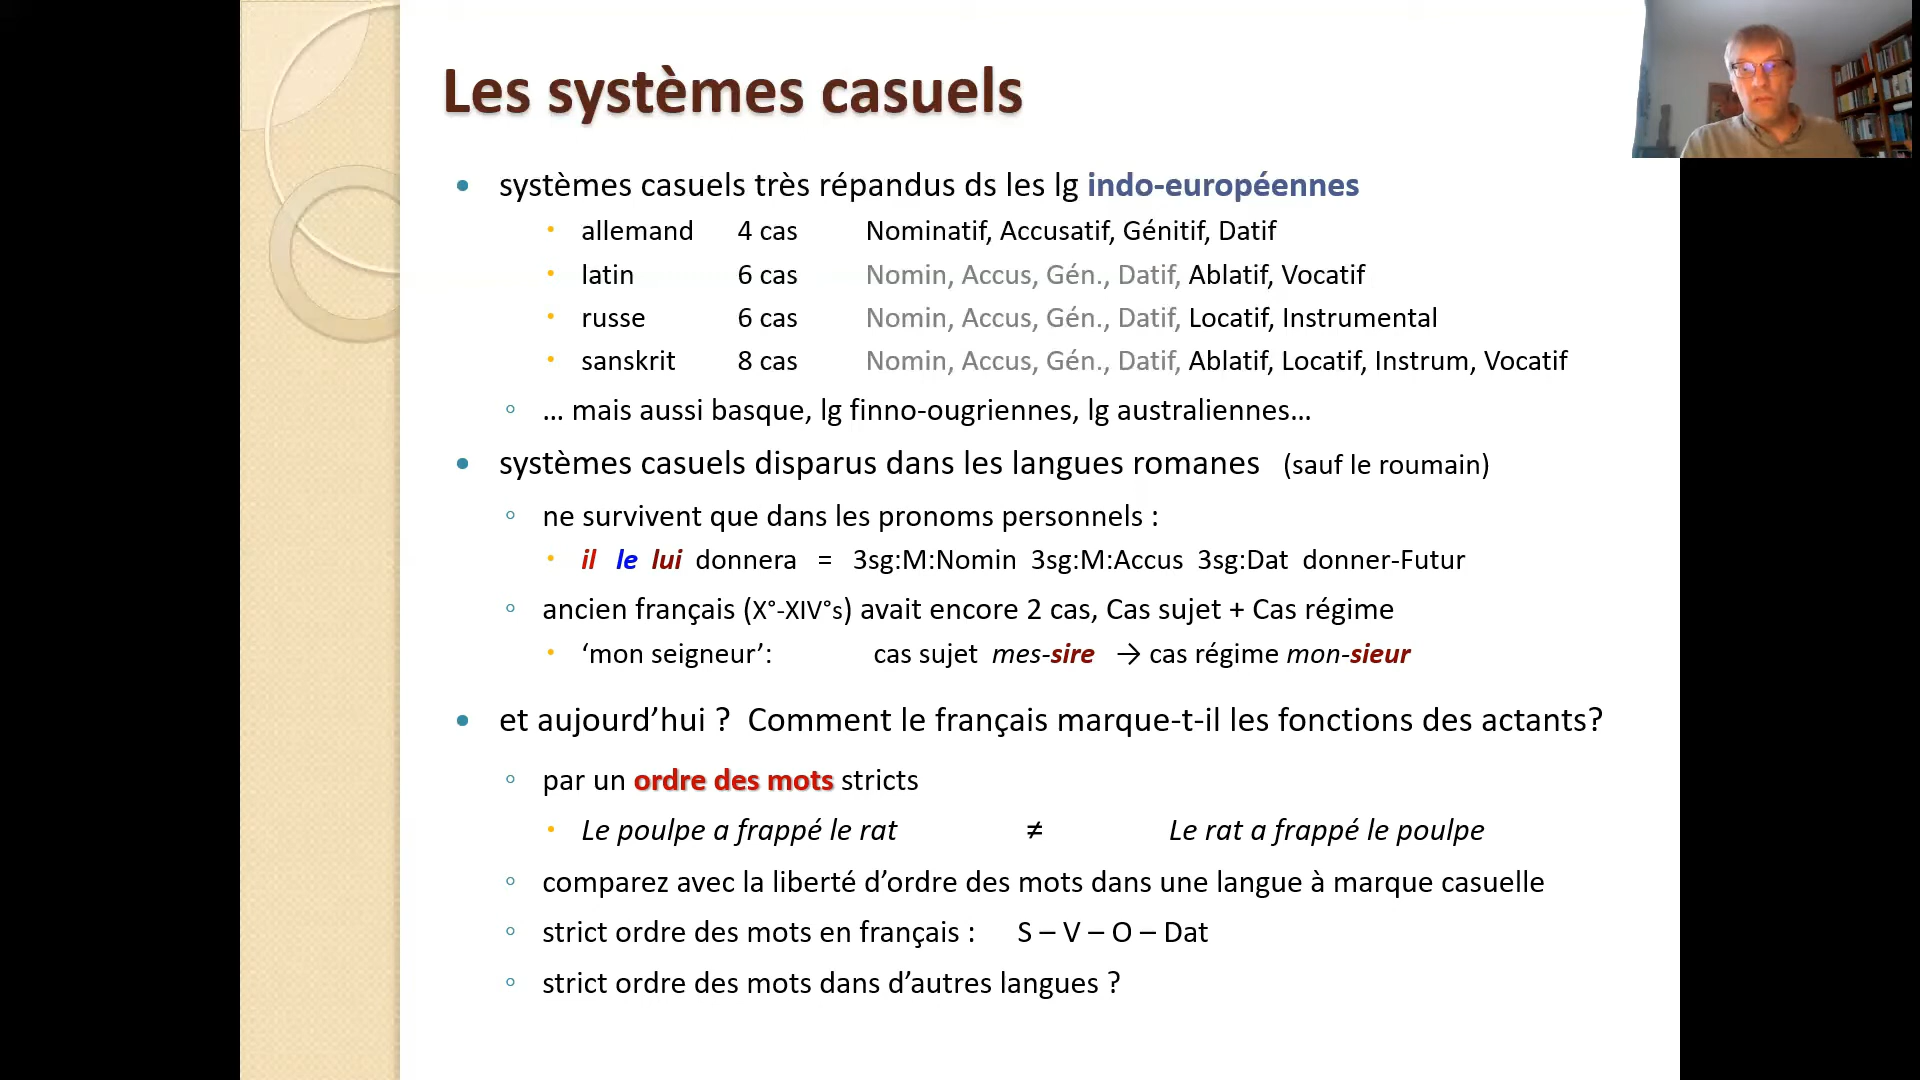 Les systèmes casuels
systèmes casuels très répandus ds les lg indo-européennes
allemand 4 cas Nominatif, Accusatif, Génitif, Datif
latin 6 cas Nomin, Accus, Gén., Datif, Ablatif, Vocatif
russe 6 cas Nomin, Accus, Gén., Datif, Locatif, Instrumental
sanskrit 8 cas Nomin, Accus, Gén., Datif, Ablatif, Locatif, Instrum, Vocatif
… mais aussi basque, lg finno-ougriennes, lg australiennes…
systèmes casuels disparus dans les langues romanes (sauf le roumain)
ne survivent que dans les pronoms personnels :
il le lui donnera = 3sg:M:Nomin 3sg:M:Accus 3sg:Dat donner-Futur
ancien français (X°-XIV°s) avait encore 2 cas, Cas sujet + Cas régime
‘mon seigneur’: cas sujet mes-sire → cas régime mon-sieur
et aujourd’hui ? Comment le français marque-t-il les fonctions des actants?
par un ordre des mots stricts
Le poulpe a frappé le rat ≠ Le rat a frappé le poulpe
comparez avec la liberté d’ordre des mots dans une langue à marque casuelle
strict ordre des mots en français : S – V – O – Dat
strict ordre des mots dans d’autres langues ?